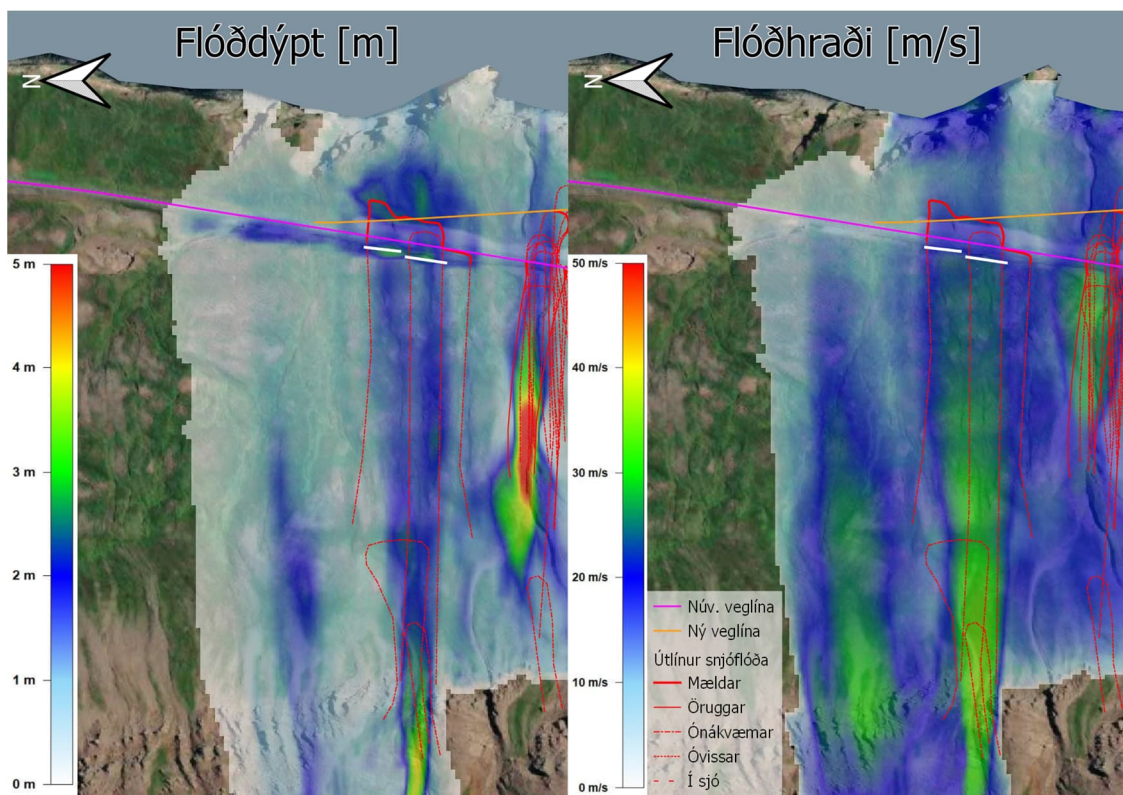 Flóðdýpt [m]
N
5 m
4 m
3 m
2 m
1 m
0 m
Flóðhraði [m/s]
N
50 m/s
40 m/s
30 m/s
20 m/s
10 m/s
0 m/s
Núv. veglína
Ný veglína
Útlínur snjóflóða
Mældar
Öruggar
Ónákvæmar
Óvissar
Í sjó